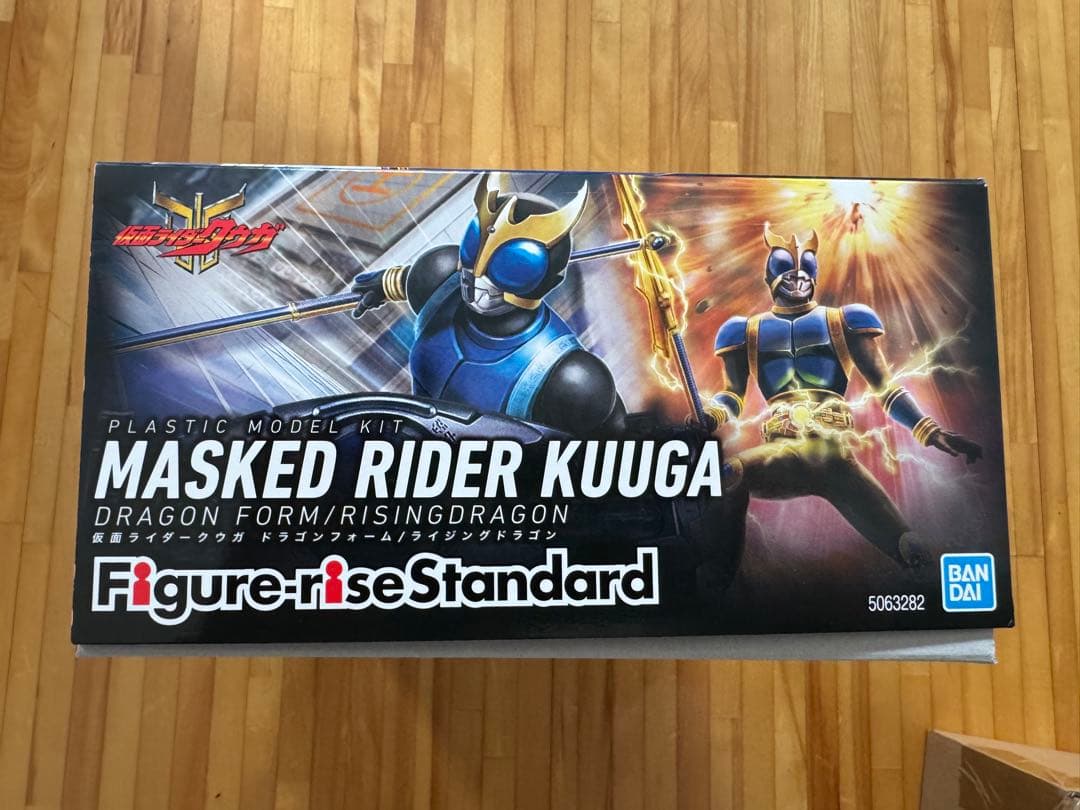 仮面ライダークウガ
PLASTIC MODEL KIT
MASKED RIDER KUUGA
DRAGON FORM/RISINGDRAGON
仮面ライダークウガ ドラゴンフォーム/ライジングドラゴン
Figure-riseStandard
5063282
BAN
DAI